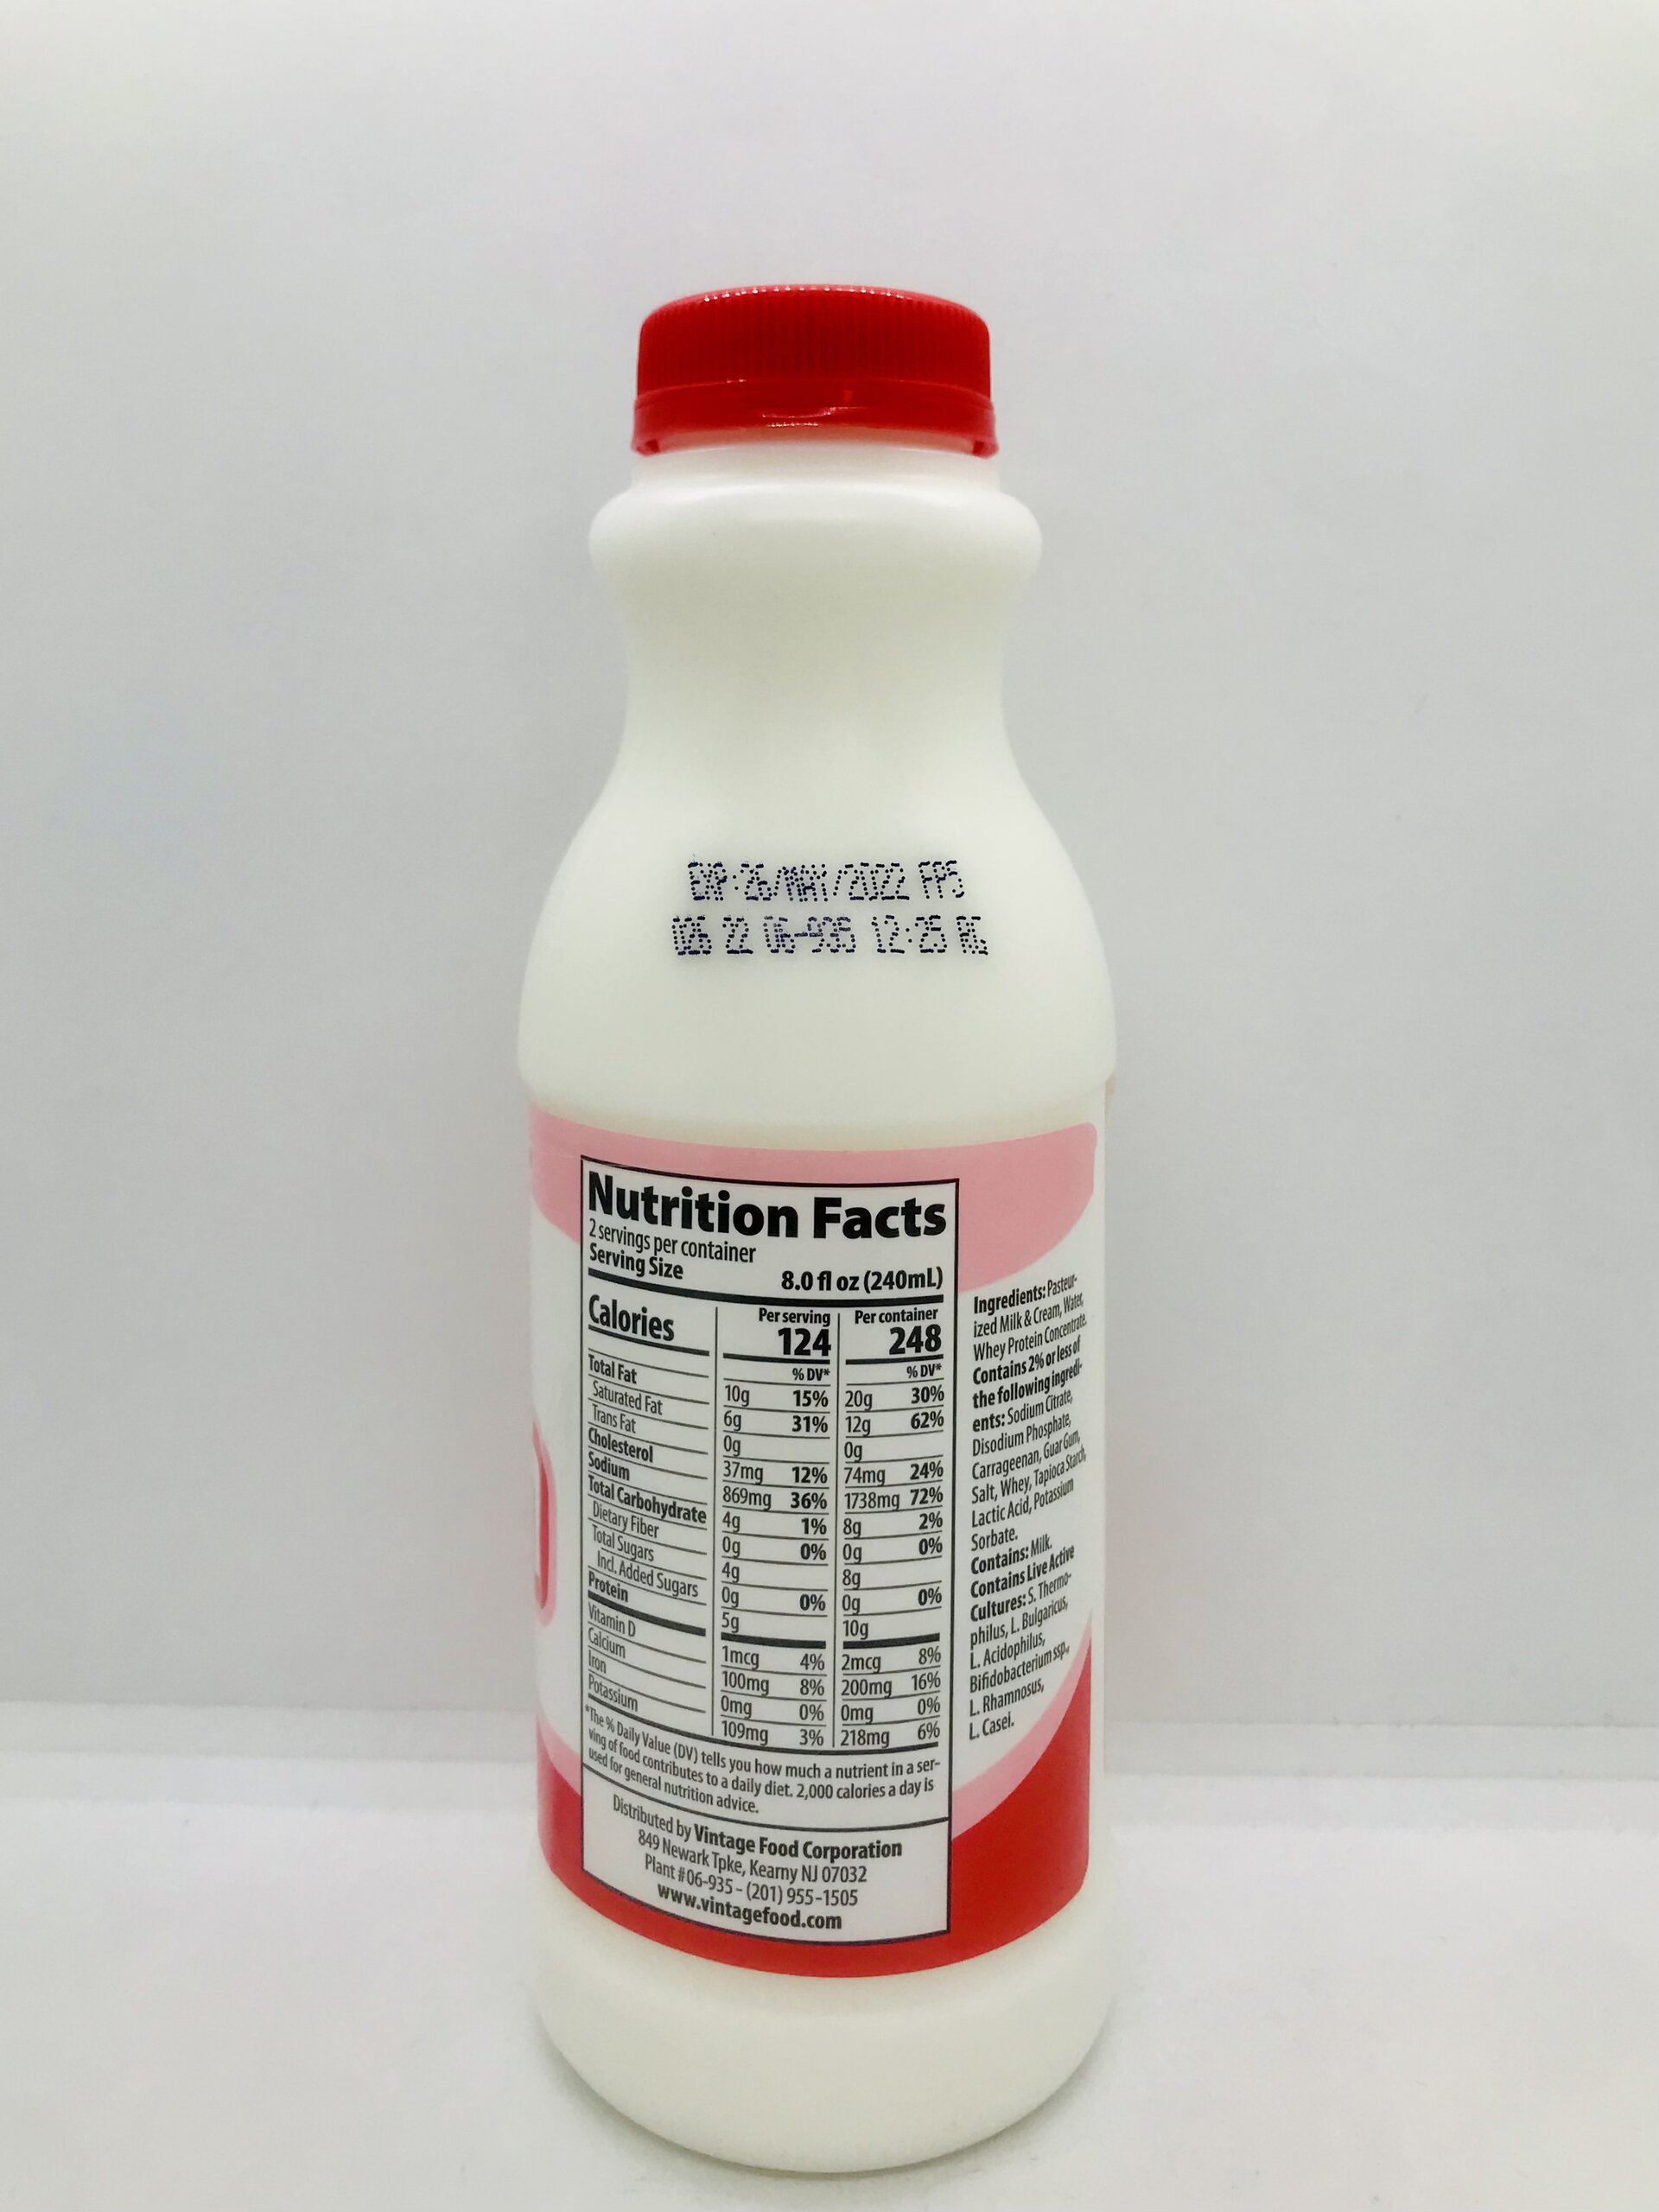 EXP:26/MAY/2022 FP5
026 22 06-935 12:25 RG
Nutrition Facts
2 servings per container
Serving Size 8.0 fl oz (240mL)
Per serving Per container
Calories 124 248
% DV* % DV*
Total Fat 10g 15% 20g 30%
Saturated Fat 6g 31% 12g 62%
Trans Fat 0g 0g
Cholesterol 37mg 12% 74mg 24%
Sodium 869mg 36% 1738mg 72%
Total Carbohydrate 4g 1% 8g 2%
Dietary Fiber 0g 0% 0g 0%
Total Sugars 4g 8g
Incl. Added Sugars 0g 0% 0g 0%
Protein 5g 10g
Vitamin D 1mcg 4% 2mcg 8%
Calcium 100mg 8% 200mg 16%
Iron 0mg 0% 0mg 0%
Potassium 109mg 3% 218mg 6%
*The % Daily Value (DV) tells you how much a nutrient in a ser-
ving of food contributes to a daily diet. 2,000 calories a day is
used for general nutrition advice.
Distributed by Vintage Food Corporation
849 Newark Tpke, Kearny NJ 07032
Plant #06-935 - (201) 955-1505
www.vintagefood.com
Ingredients: Pasteur-
ized Milk & Cream, Water,
Whey Protein Concentrate.
Contains 2% or less of
the following ingredi-
ents: Sodium Citrate,
Disodium Phosphate,
Carrageenan, Guar Gum,
Salt, Whey, Tapioca Starch,
Lactic Acid, Potassium
Sorbate.
Contains: Milk.
Contains Live Active
Cultures: S. Thermo-
philus, L. Bulgaricus,
L. Acidophilus,
Bifidobacterium ssp.,
L. Rhamnosus,
L. Casei.